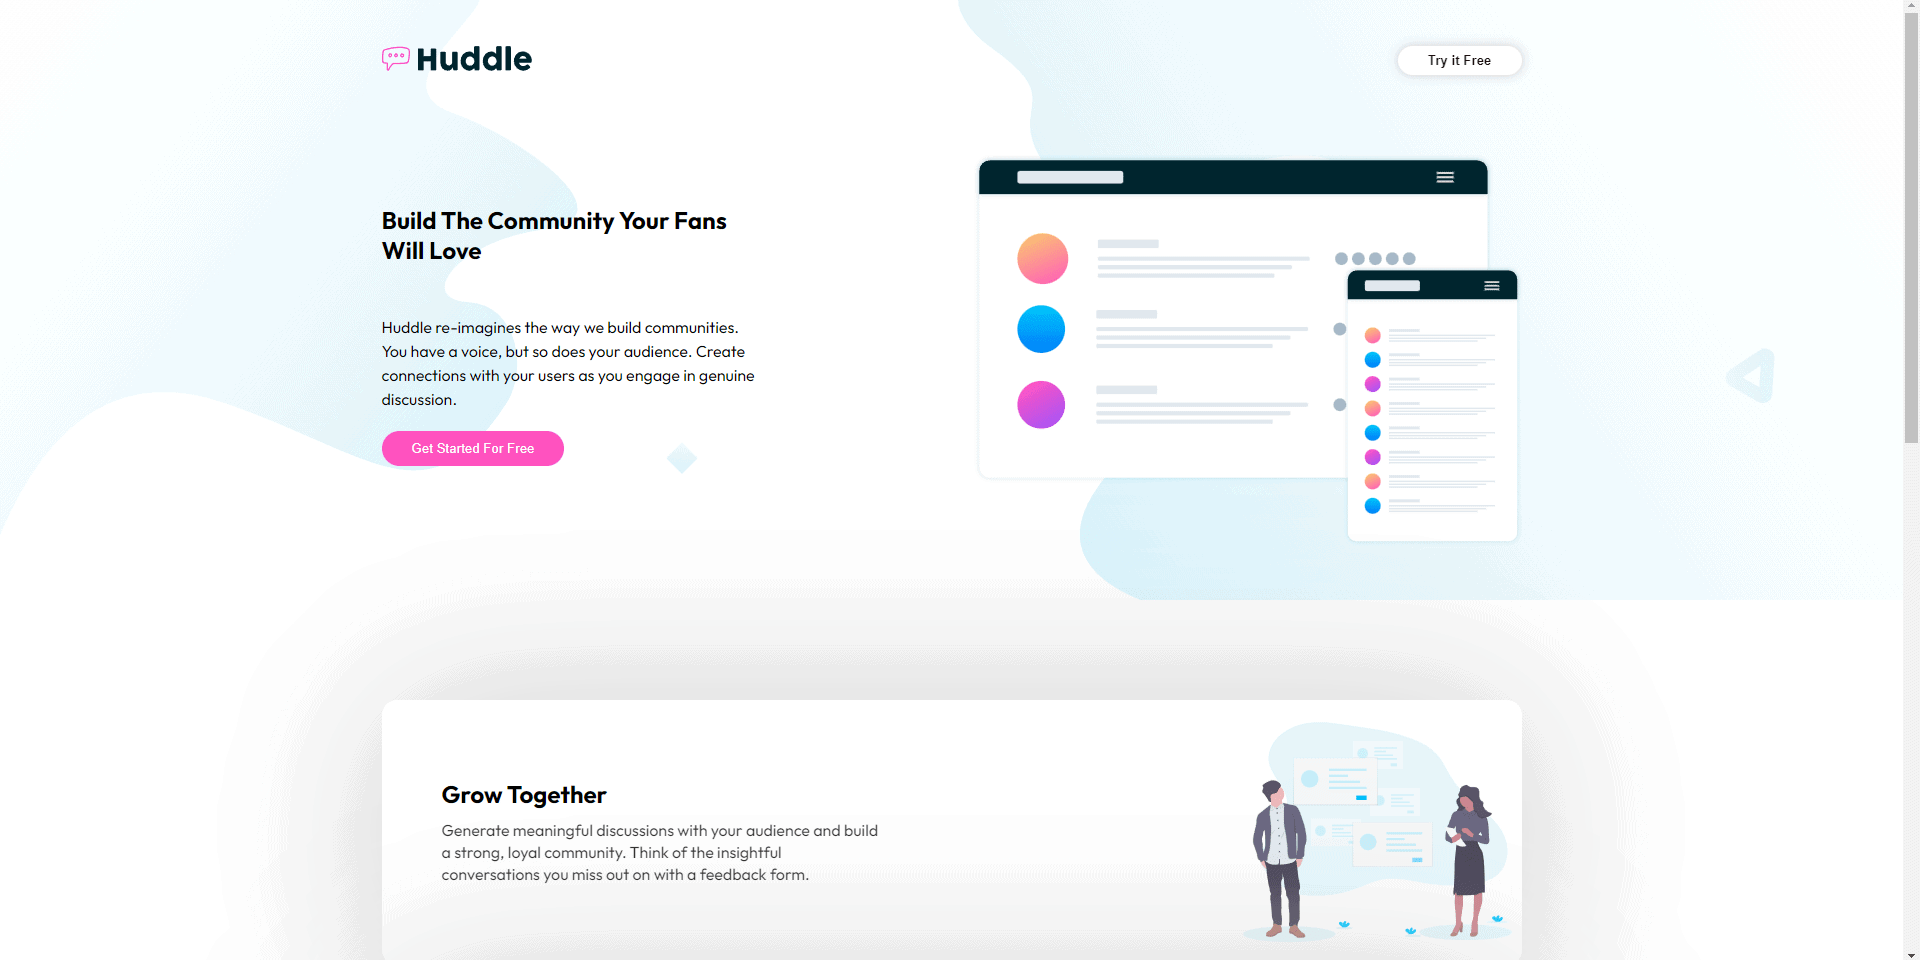 Huddle
Try it Free
Build The Community Your Fans
Will Love
Huddle re-imagines the way we build communities.
You have a voice, but so does your audience. Create
connections with your users as you engage in genuine
discussion.
Get Started For Free
Grow Together
Generate meaningful discussions with your audience and build
a strong, loyal community. Think of the insightful
conversations you miss out on with a feedback form.